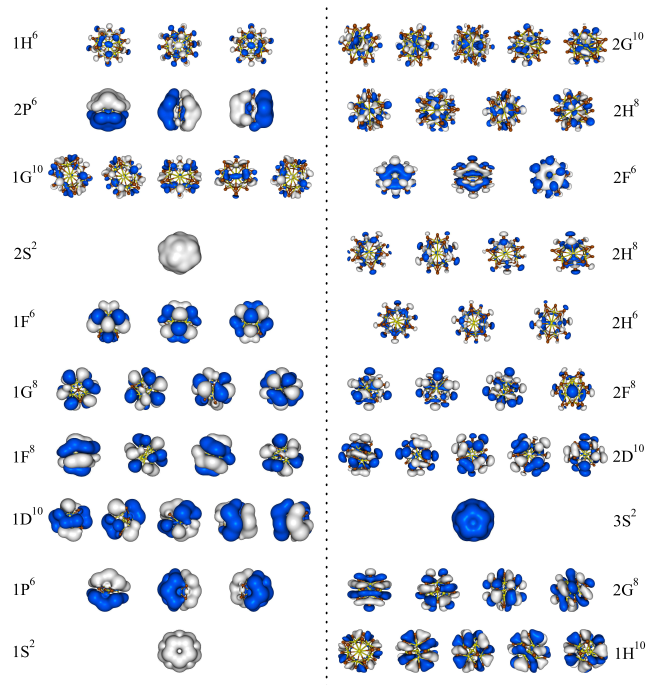 1H⁶
2P⁶
1G¹⁰
2S²
1F⁶
1G⁸
1F⁸
1D¹⁰
1P⁶
1S²
2G¹⁰
2H⁸
2F⁶
2H⁸
2H⁶
2F⁸
2D¹⁰
3S²
2G⁸
1H¹⁰